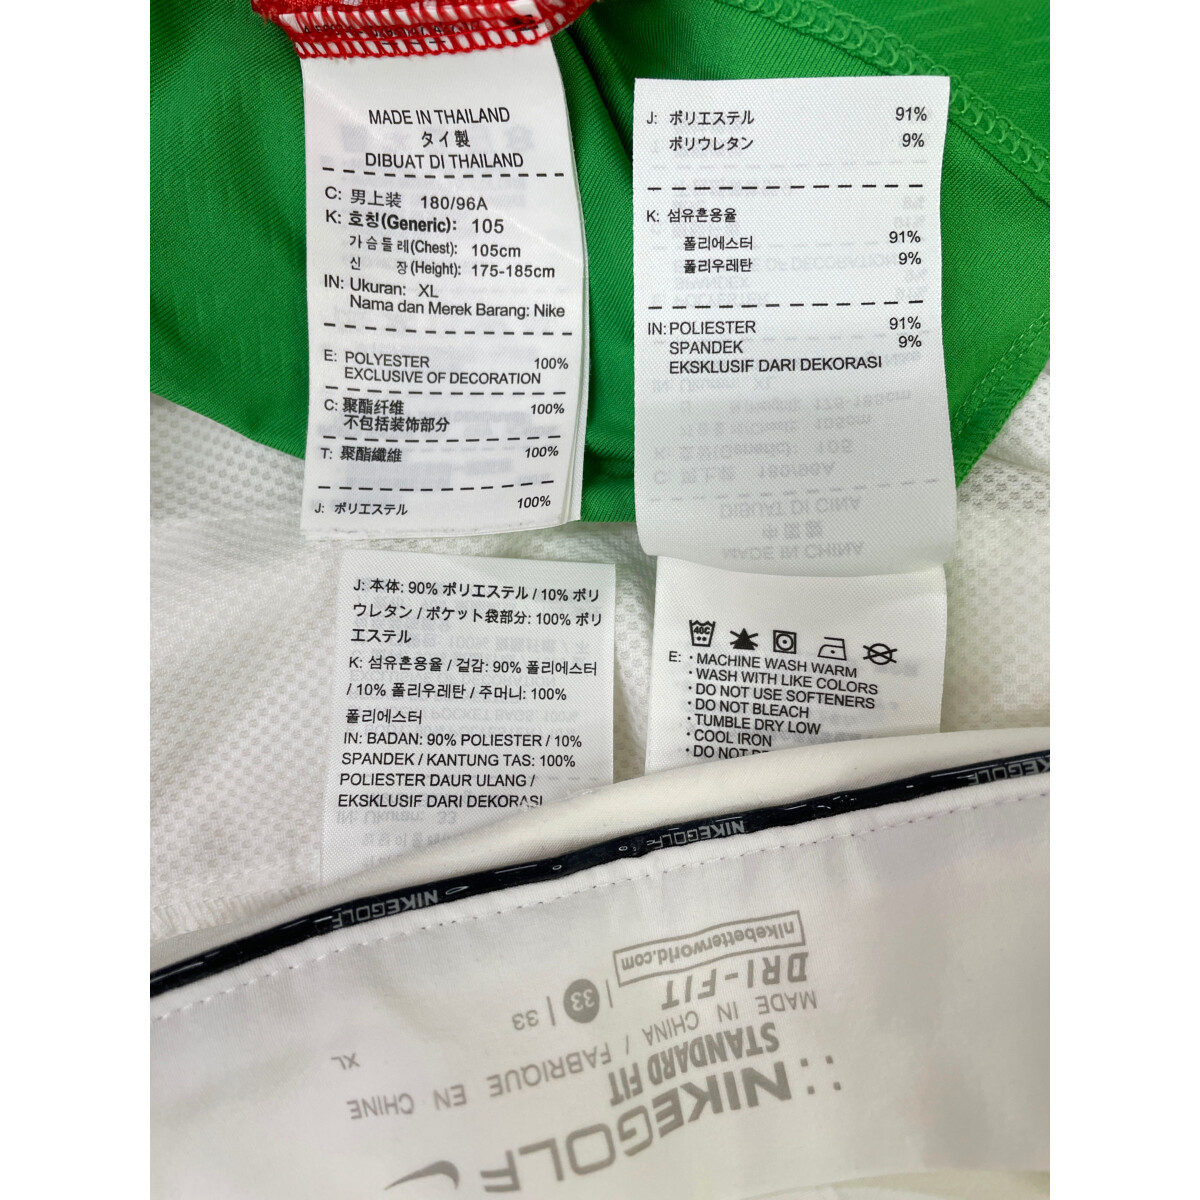 MADE IN THAILAND
タイ製
DIBUAT DI THAILAND
C: 男上装 180/96A
K: 호칭(Generic): 105
가슴둘레(Chest): 105cm
신 장(Height): 175-185cm
IN: Ukuran: XL
Nama dan Merek Barang: Nike
E: POLYESTER 100%
EXCLUSIVE OF DECORATION
C: 聚酯纤维 100%
不包括装饰部分
T: 聚酯纖維 100%
J: ポリエステル 100%
J: ポリエステル 91%
ポリウレタン 9%
K: 섬유혼용율
폴리에스터 91%
폴리우레탄 9%
IN: POLIESTER 91%
SPANDEK 9%
EKSKLUSIF DARI DEKORASI
J: 本体: 90% ポリエステル / 10% ポリ
ウレタン / ポケット袋部分: 100% ポリ
エステル
K: 섬유혼용율 / 겉감: 90% 폴리에스터
/ 10% 폴리우레탄 / 주머니: 100%
폴리에스터
IN: BADAN: 90% POLIESTER / 10%
SPANDEK / KANTUNG TAS: 100%
POLIESTER DAUR ULANG /
EKSKLUSIF DARI DEKORASI
40C
E: · MACHINE WASH WARM
· WASH WITH LIKE COLORS
· DO NOT USE SOFTENERS
· DO NOT BLEACH
· TUMBLE DRY LOW
· COOL IRON
· DO NOT
NIKEGOLF
NIKEGOLF
NIKEGOLF
NIKEGOLF
STANDARD FIT
MADE IN CHINA / FABRIQUE EN CHINE
DRI-FIT
33 | 33
XL
nikebetterworld.com